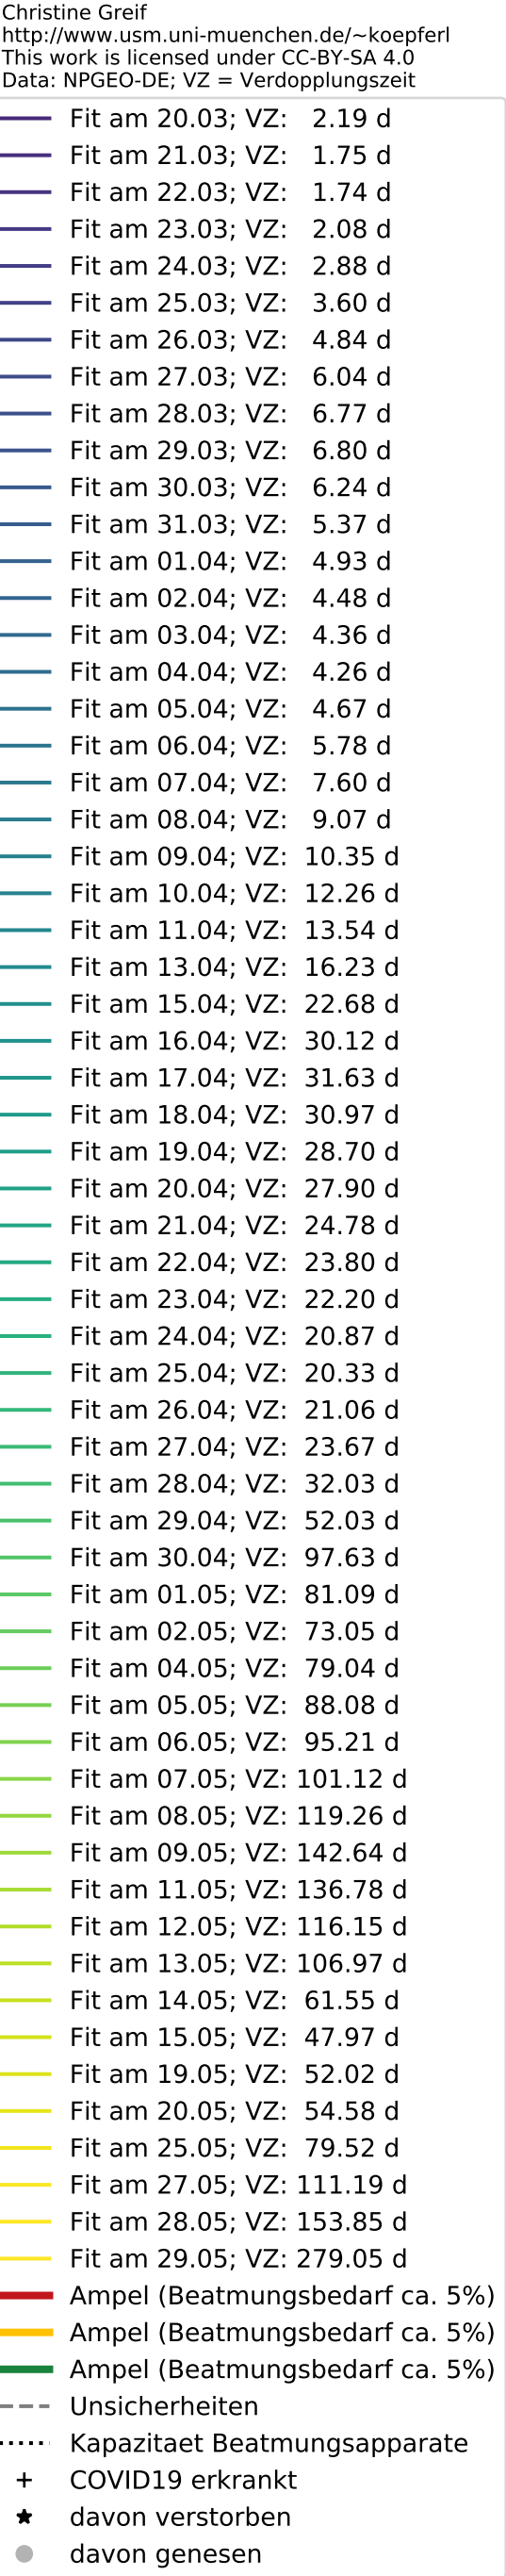 Christine Greif
http://www.usm.uni-muenchen.de/~koepferl
This work is licensed under CC-BY-SA 4.0
Data: NPGEO-DE; VZ = Verdopplungszeit
Fit am 20.03; VZ: 2.19 d
Fit am 21.03; VZ: 1.75 d
Fit am 22.03; VZ: 1.74 d
Fit am 23.03; VZ: 2.08 d
Fit am 24.03; VZ: 2.88 d
Fit am 25.03; VZ: 3.60 d
Fit am 26.03; VZ: 4.84 d
Fit am 27.03; VZ: 6.04 d
Fit am 28.03; VZ: 6.77 d
Fit am 29.03; VZ: 6.80 d
Fit am 30.03; VZ: 6.24 d
Fit am 31.03; VZ: 5.37 d
Fit am 01.04; VZ: 4.93 d
Fit am 02.04; VZ: 4.48 d
Fit am 03.04; VZ: 4.36 d
Fit am 04.04; VZ: 4.26 d
Fit am 05.04; VZ: 4.67 d
Fit am 06.04; VZ: 5.78 d
Fit am 07.04; VZ: 7.60 d
Fit am 08.04; VZ: 9.07 d
Fit am 09.04; VZ: 10.35 d
Fit am 10.04; VZ: 12.26 d
Fit am 11.04; VZ: 13.54 d
Fit am 13.04; VZ: 16.23 d
Fit am 15.04; VZ: 22.68 d
Fit am 16.04; VZ: 30.12 d
Fit am 17.04; VZ: 31.63 d
Fit am 18.04; VZ: 30.97 d
Fit am 19.04; VZ: 28.70 d
Fit am 20.04; VZ: 27.90 d
Fit am 21.04; VZ: 24.78 d
Fit am 22.04; VZ: 23.80 d
Fit am 23.04; VZ: 22.20 d
Fit am 24.04; VZ: 20.87 d
Fit am 25.04; VZ: 20.33 d
Fit am 26.04; VZ: 21.06 d
Fit am 27.04; VZ: 23.67 d
Fit am 28.04; VZ: 32.03 d
Fit am 29.04; VZ: 52.03 d
Fit am 30.04; VZ: 97.63 d
Fit am 01.05; VZ: 81.09 d
Fit am 02.05; VZ: 73.05 d
Fit am 04.05; VZ: 79.04 d
Fit am 05.05; VZ: 88.08 d
Fit am 06.05; VZ: 95.21 d
Fit am 07.05; VZ: 101.12 d
Fit am 08.05; VZ: 119.26 d
Fit am 09.05; VZ: 142.64 d
Fit am 11.05; VZ: 136.78 d
Fit am 12.05; VZ: 116.15 d
Fit am 13.05; VZ: 106.97 d
Fit am 14.05; VZ: 61.55 d
Fit am 15.05; VZ: 47.97 d
Fit am 19.05; VZ: 52.02 d
Fit am 20.05; VZ: 54.58 d
Fit am 25.05; VZ: 79.52 d
Fit am 27.05; VZ: 111.19 d
Fit am 28.05; VZ: 153.85 d
Fit am 29.05; VZ: 279.05 d
Ampel (Beatmungsbedarf ca. 5%)
Ampel (Beatmungsbedarf ca. 5%)
Ampel (Beatmungsbedarf ca. 5%)
Unsicherheiten
Kapazitaet Beatmungsapparate
COVID19 erkrankt
davon verstorben
davon genesen